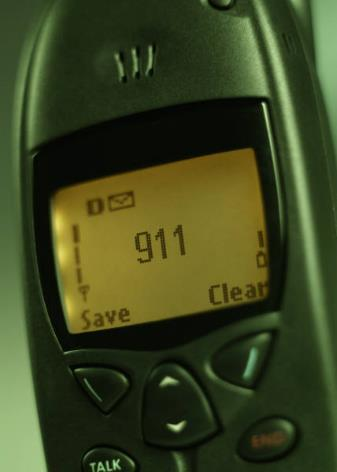 D
911
Save Clear
TALK END